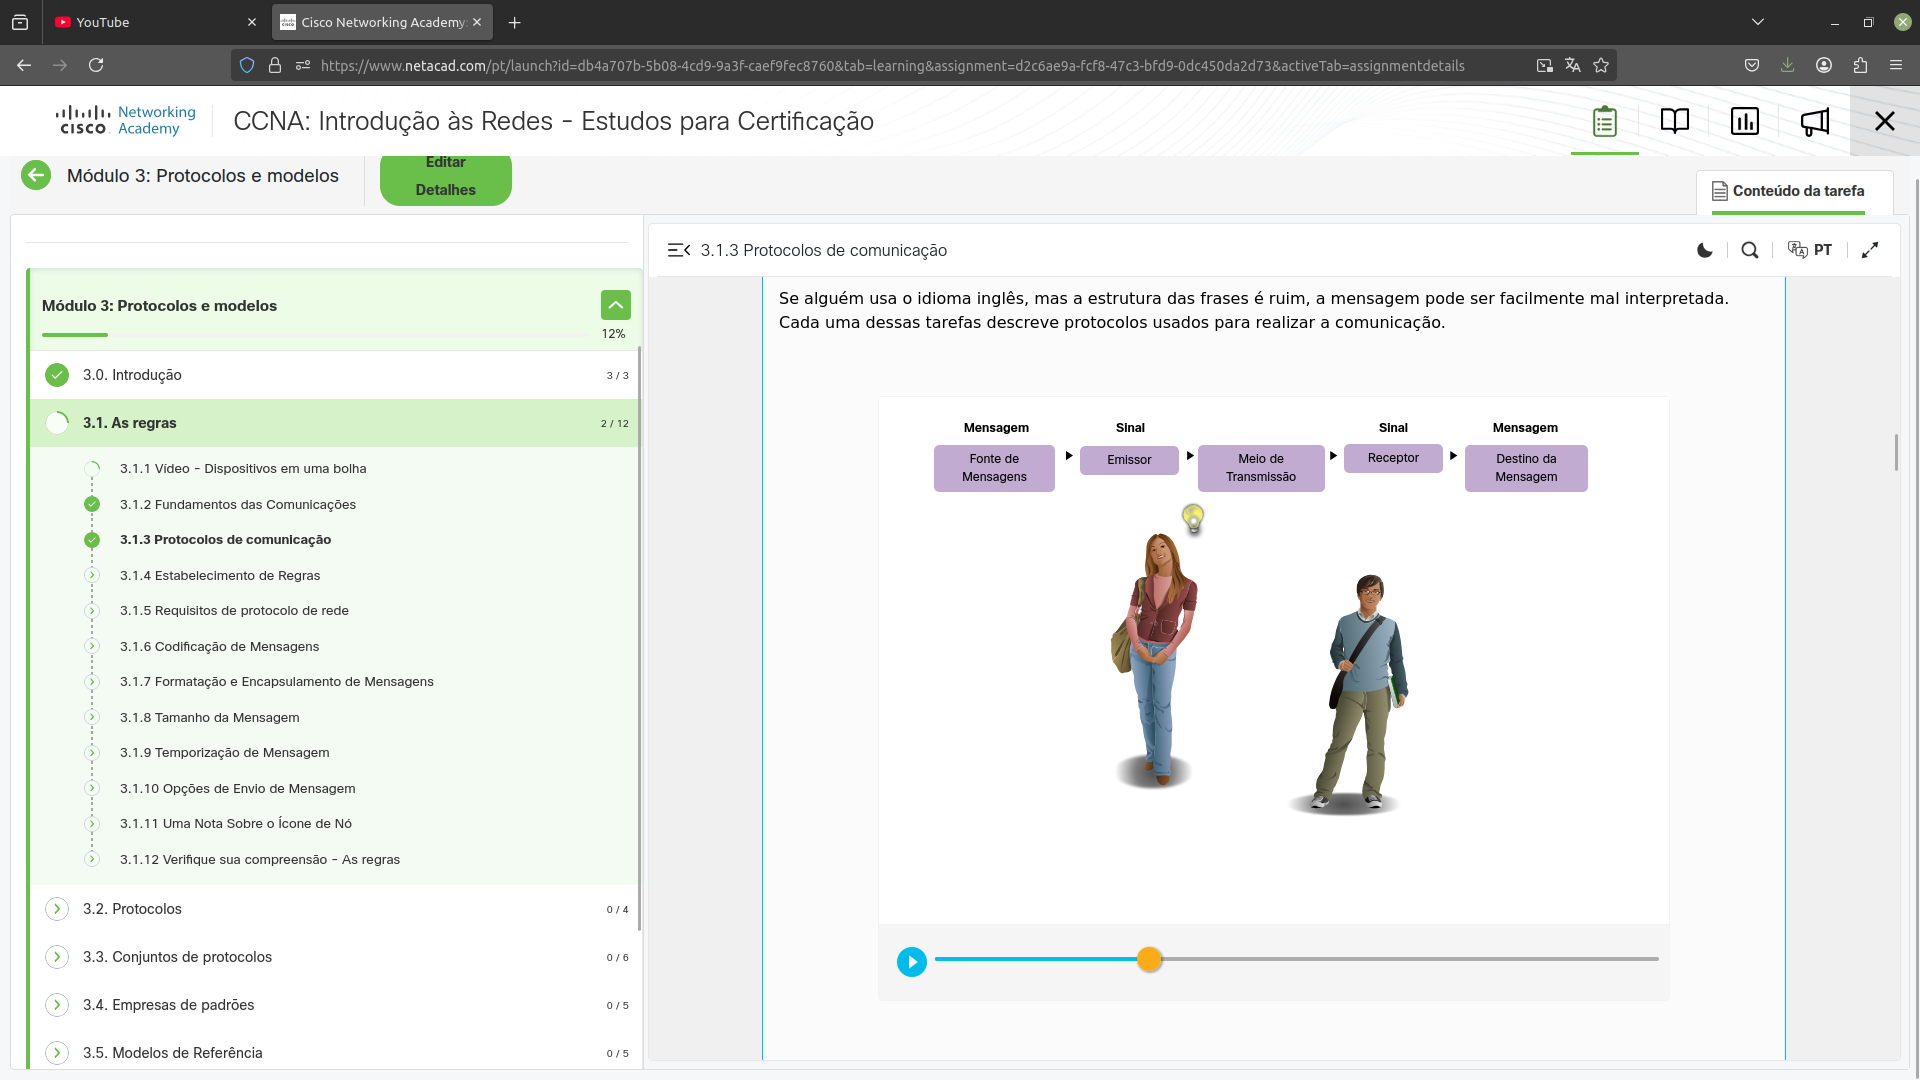 YouTube
Cisco Networking Academy:
https://www.netacad.com/pt/launch?id=db4a707b-5b08-4cd9-9a3f-caef9fec8760&tab=learning&assignment=d2c6ae9a-fcf8-47c3-bfd9-0dc450da2d73&activeTab=assignmentdetails
cisco
Networking
Academy
CCNA: Introdução às Redes - Estudos para Certificação
Módulo 3: Protocolos e modelos
Editar
Detalhes
Conteúdo da tarefa
Módulo 3: Protocolos e modelos
12%
3.0. Introdução
3 / 3
3.1. As regras
2 / 12
3.1.1 Vídeo - Dispositivos em uma bolha
3.1.2 Fundamentos das Comunicações
3.1.3 Protocolos de comunicação
3.1.4 Estabelecimento de Regras
3.1.5 Requisitos de protocolo de rede
3.1.6 Codificação de Mensagens
3.1.7 Formatação e Encapsulamento de Mensagens
3.1.8 Tamanho da Mensagem
3.1.9 Temporização de Mensagem
3.1.10 Opções de Envio de Mensagem
3.1.11 Uma Nota Sobre o Ícone de Nó
3.1.12 Verifique sua compreensão - As regras
3.2. Protocolos
0 / 4
3.3. Conjuntos de protocolos
0 / 6
3.4. Empresas de padrões
0 / 5
3.5. Modelos de Referência
0 / 5
3.1.3 Protocolos de comunicação
PT
Se alguém usa o idioma inglês, mas a estrutura das frases é ruim, a mensagem pode ser facilmente mal interpretada.
Cada uma dessas tarefas descreve protocolos usados para realizar a comunicação.
Mensagem
Sinal
Sinal
Mensagem
Fonte de
Mensagens
Emissor
Meio de
Transmissão
Receptor
Destino da
Mensagem